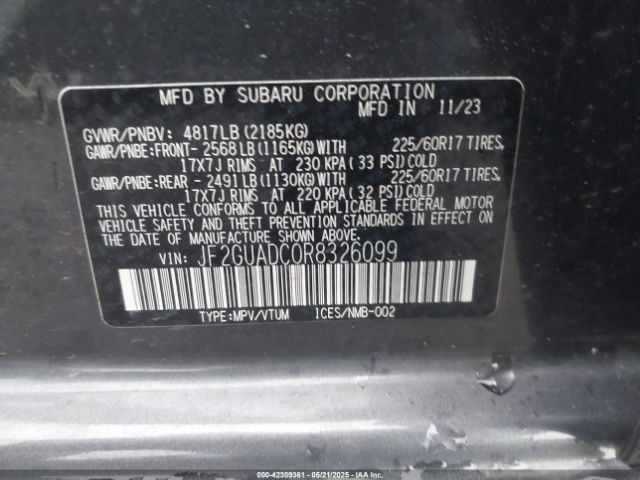 MFD BY SUBARU CORPORATION
MFD IN 11/23
GVWR/PNBV: 4817LB (2185KG)
GAWR/PNBE:FRONT- 2568LB (1165KG)WITH 225/60R17 TIRES,
17X7J RIMS AT 230 KPA (33 PSI)COLD
GAWR/PNBE:REAR - 2491LB (1130KG)WITH 225/60R17 TIRES,
17X7J RIMS AT 220 KPA (32 PSI)COLD
THIS VEHICLE CONFORMS TO ALL APPLICABLE FEDERAL MOTOR
VEHICLE SAFETY AND THEFT PREVENTION STANDARDS IN EFFECT ON
THE DATE OF MANUFACTURE SHOWN ABOVE.
VIN: JF2GUADC0R8326099
TYPE:MPV/VTUM ICES/NMB-002
000-42309361 - 05/21/2025 - IAAI.COM